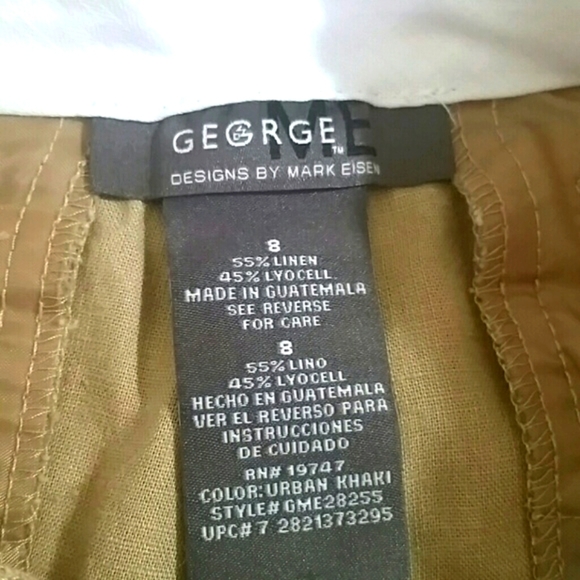 GEORGE ME™
DESIGNS BY MARK EISEN
8
55% LINEN
45% LYOCELL
MADE IN GUATEMALA
SEE REVERSE
FOR CARE
8
55% LINO
45% LYOCELL
HECHO EN GUATEMALA
VER EL REVERSO PARA
INSTRUCCIONES
DE CUIDADO
RN# 19747
COLOR: URBAN KHAKI
STYLE# GME28255
UPC# 7 2821373295